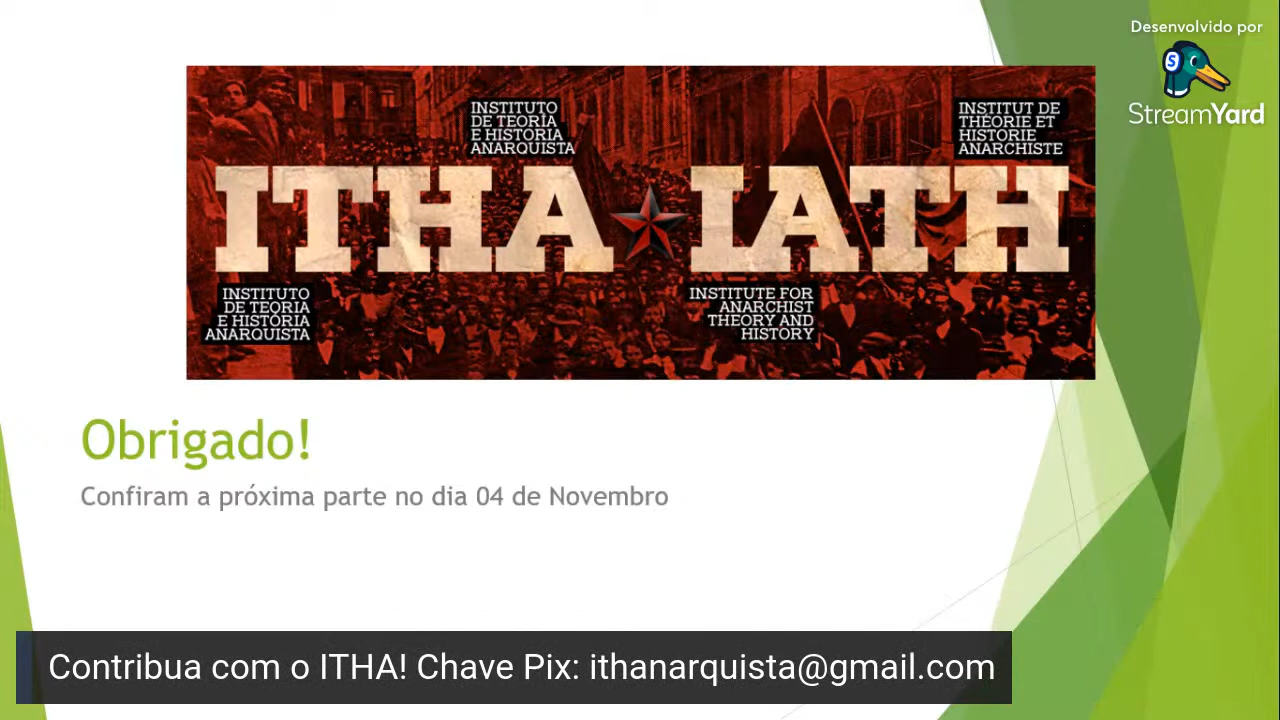 Desenvolvido por
StreamYard
INSTITUTO
DE TEORÍA
E HISTORIA
ANARQUISTA
INSTITUT DE
THÉORIE ET
HISTORIE
ANARCHISTE
ITHA IATH
INSTITUTO
DE TEORIA
E HISTÓRIA
ANARQUISTA
INSTITUTE FOR
ANARCHIST
THEORY AND
HISTORY
Obrigado!
Confiram a próxima parte no dia 04 de Novembro
Contribua com o ITHA! Chave Pix: ithanarquista@gmail.com